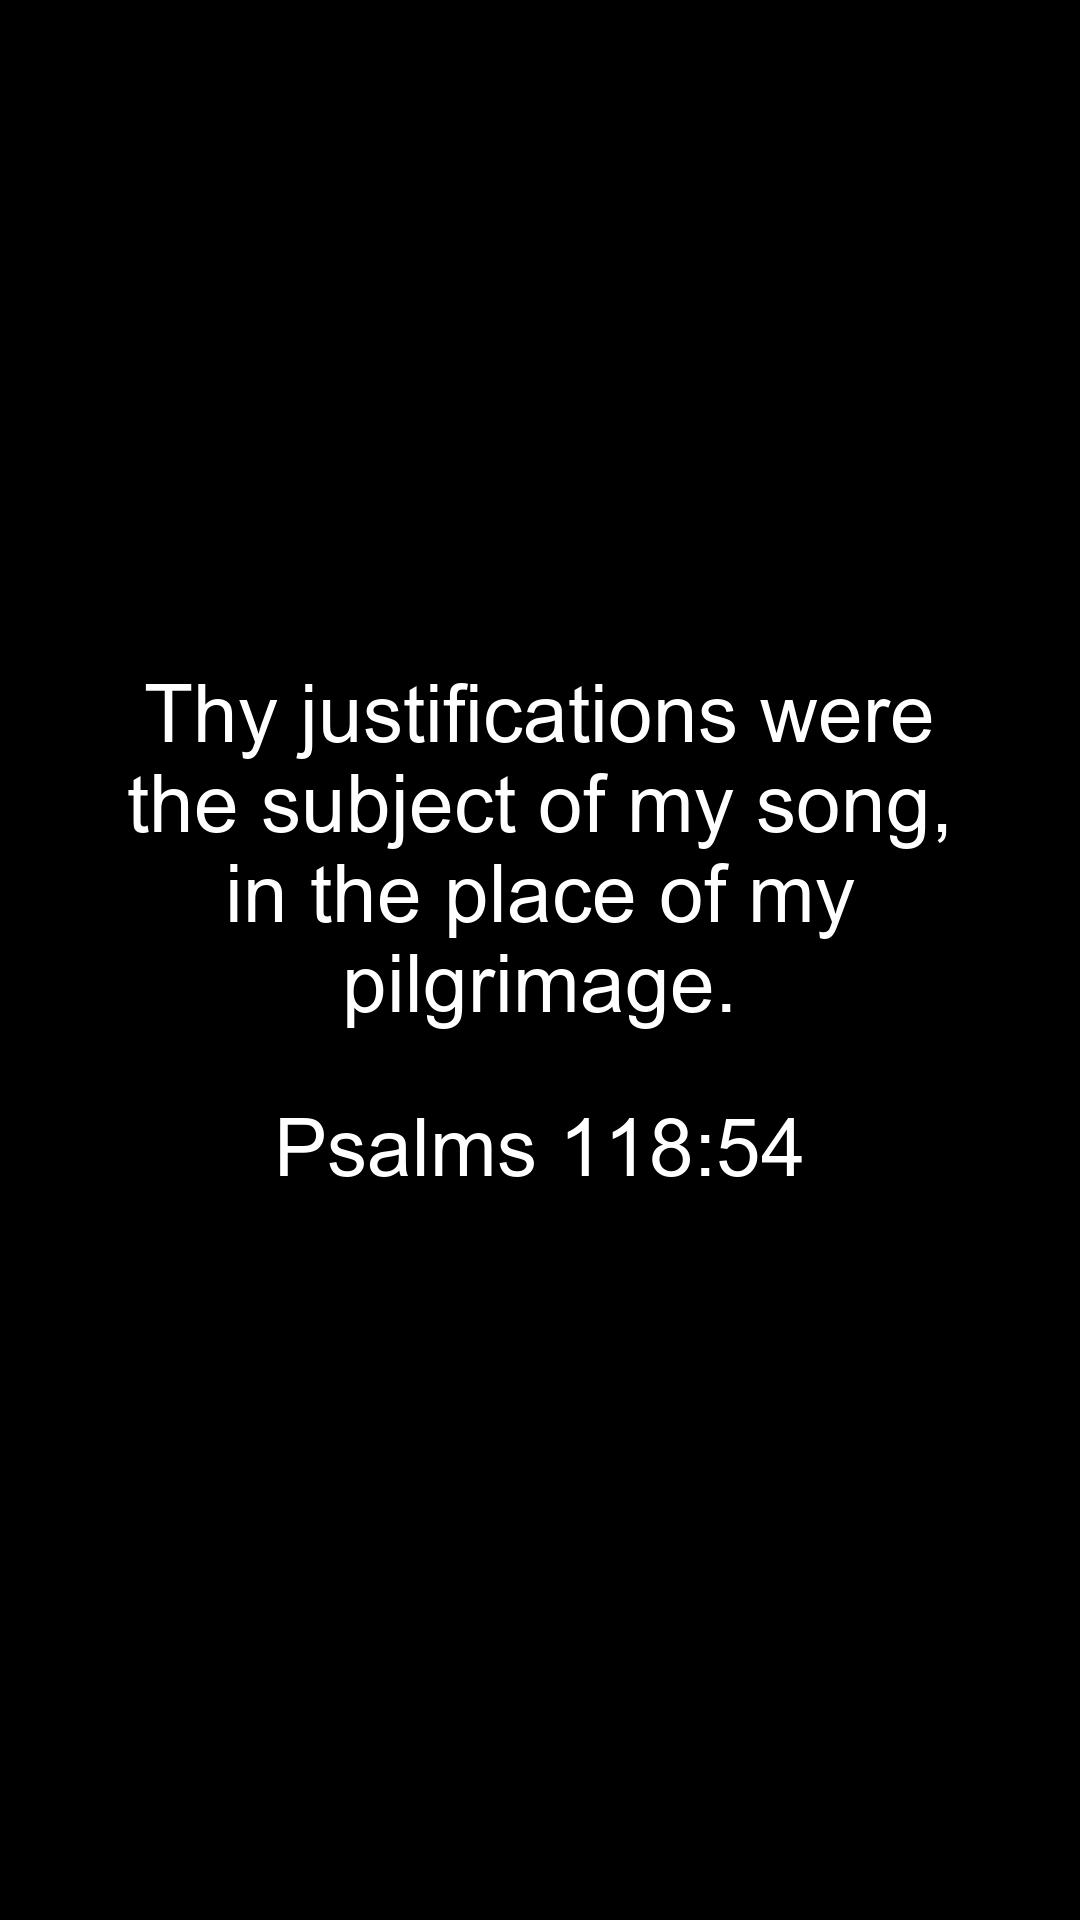 Thy justifications were
the subject of my song,
in the place of my
pilgrimage.
Psalms 118:54